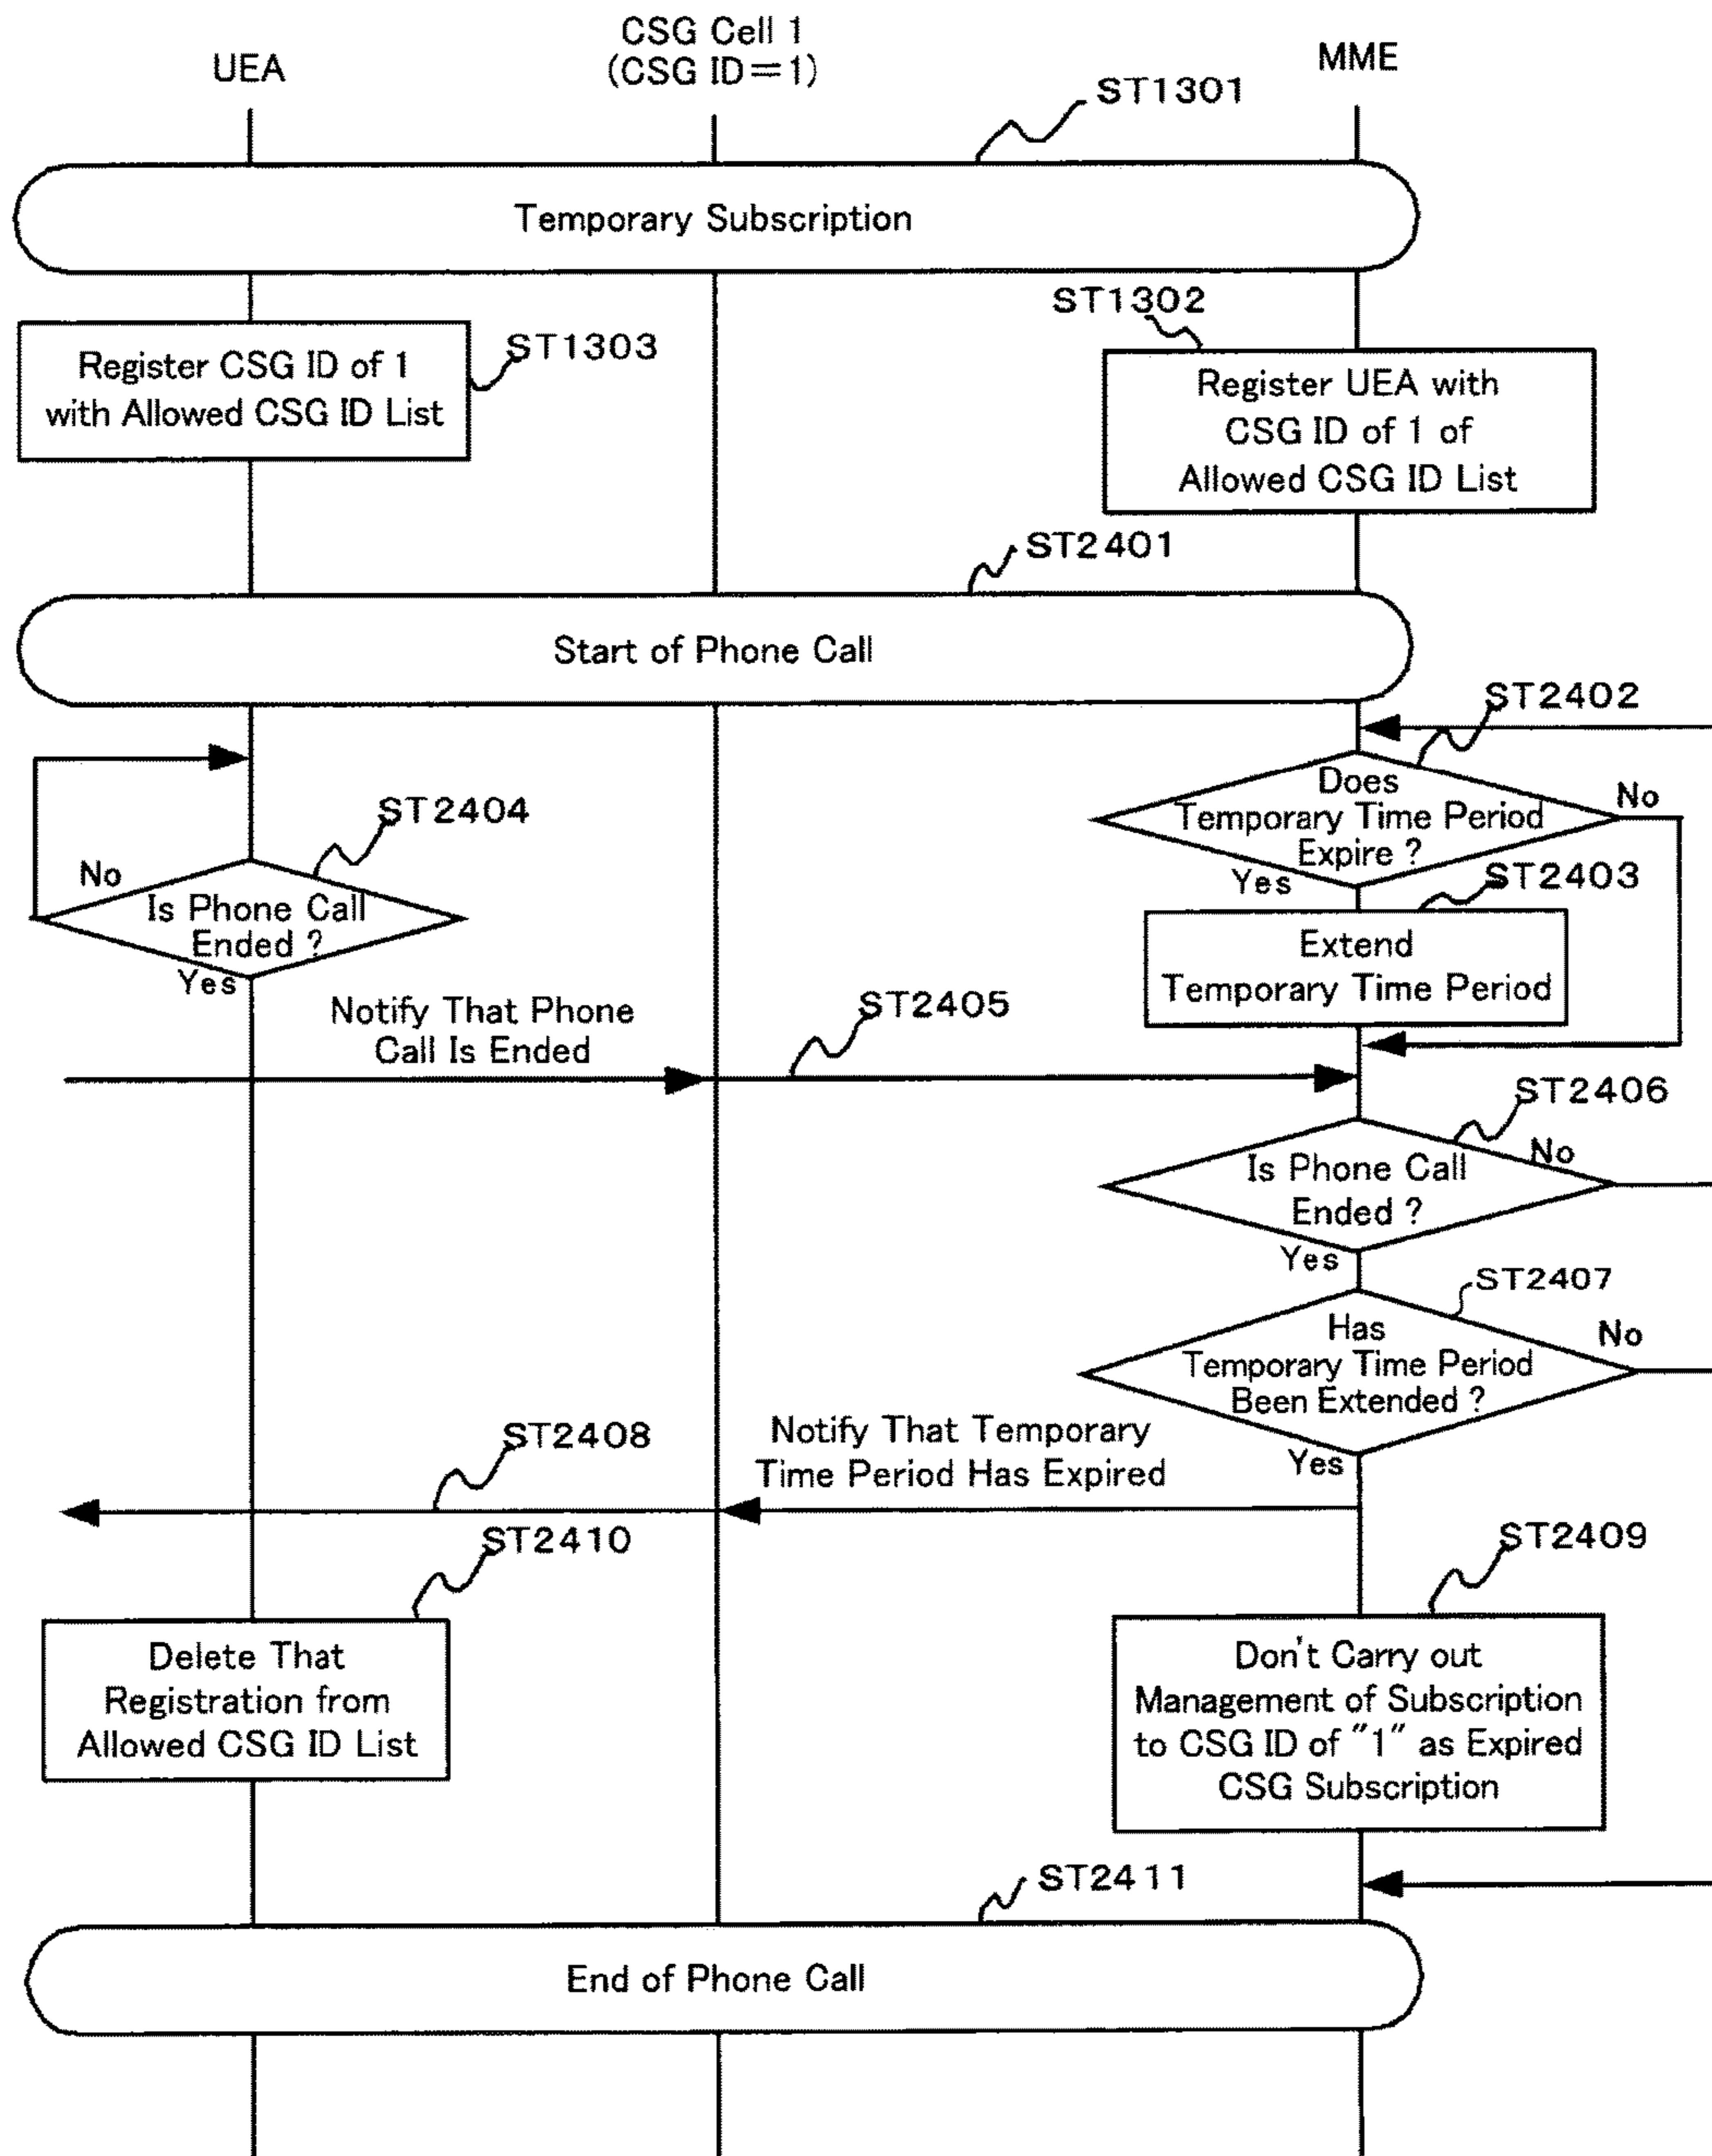 UEA
CSG Cell 1
(CSG ID=1)
MME
ST1301
Temporary Subscription
ST1302
ST1303
Register CSG ID of 1
with Allowed CSG ID List
Register UEA with
CSG ID of 1 of
Allowed CSG ID List
ST2401
Start of Phone Call
ST2402
Does
Temporary Time Period
Expire ?
No
Yes
ST2403
Extend
Temporary Time Period
ST2404
No
Is Phone Call
Ended ?
Yes
Notify That Phone
Call Is Ended
ST2405
ST2406
No
Is Phone Call
Ended ?
Yes
ST2407
Has
Temporary Time Period
Been Extended ?
No
Yes
Notify That Temporary
Time Period Has Expired
ST2408
ST2410
Delete That
Registration from
Allowed CSG ID List
ST2409
Don't Carry out
Management of Subscription
to CSG ID of "1" as Expired
CSG Subscription
ST2411
End of Phone Call